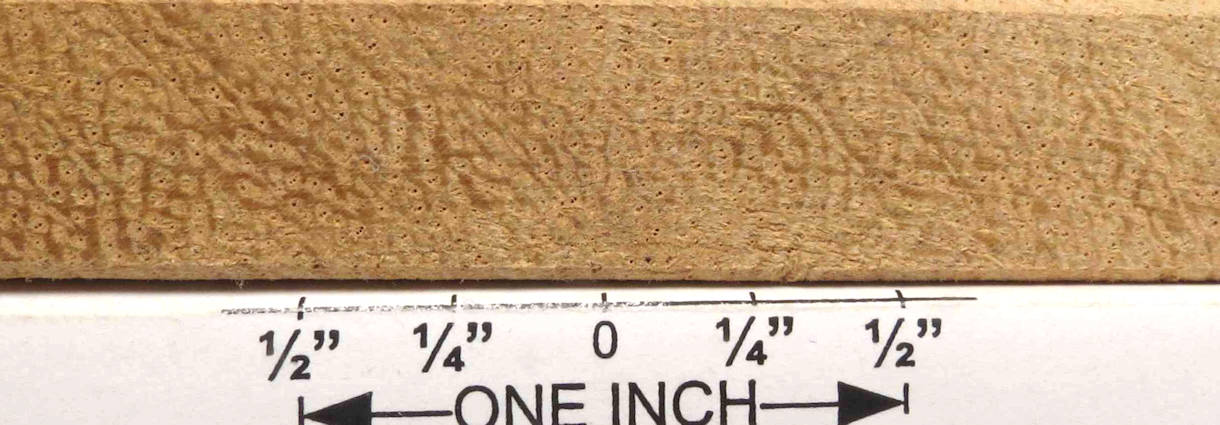 ½” ¼” 0 ¼” ½”
ONE INCH